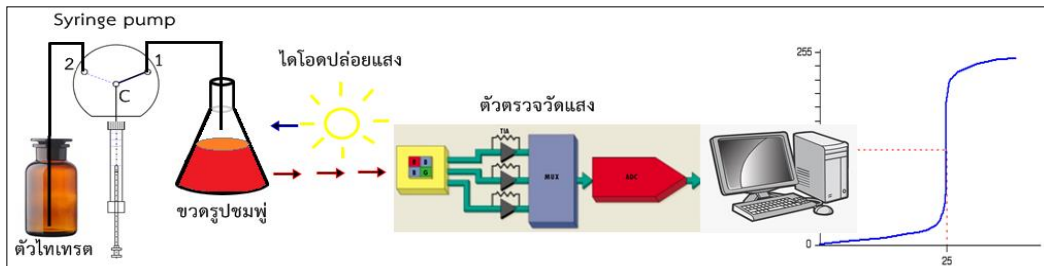 Syringe pump
2
1
C
ตัวไทเทรต
ขวดรูปชมพู่
ไดโอดปล่อยแสง
ตัวตรวจวัดแสง
TIA
MUX
ADC
255
0
25